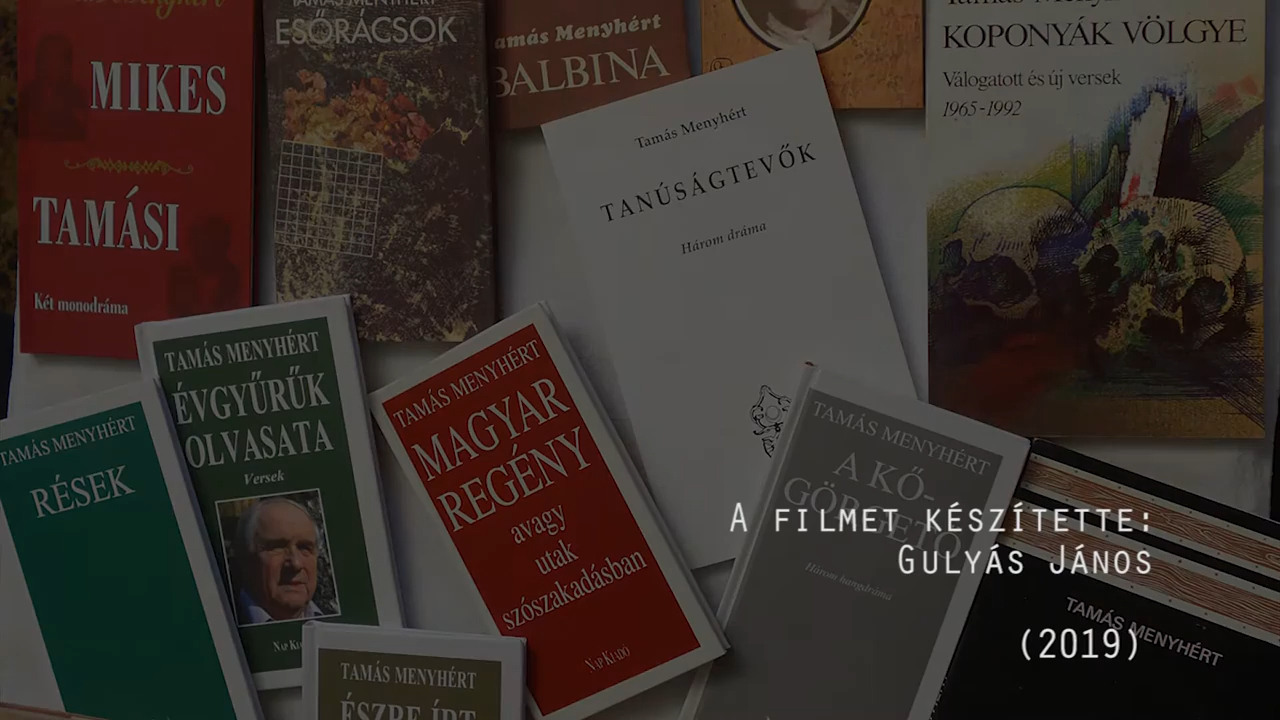 MIKES
TAMÁSI
Két monodráma
ESŐRÁCSOK
Tamás Menyhért
BALBINA
Tamás Menyhért
TANÚSÁGTEVŐK
Három dráma
KOPONYÁK VÖLGYE
Válogatott és új versek
1965-1992
TAMÁS MENYHÉRT
RÉSEK
TAMÁS MENYHÉRT
ÉVGYŰRŰK
OLVASATA
Versek
TAMÁS MENYHÉRT
MAGYAR
REGÉNY
avagy
utak
szószakadásban
NAP KIADÓ
TAMÁS MENYHÉRT
A KŐ-
Három hangdráma
TAMÁS MENYHÉRT
TAMÁS MENYHÉRT
A FILMET KÉSZÍTETTE:
GULYÁS JÁNOS
(2019)